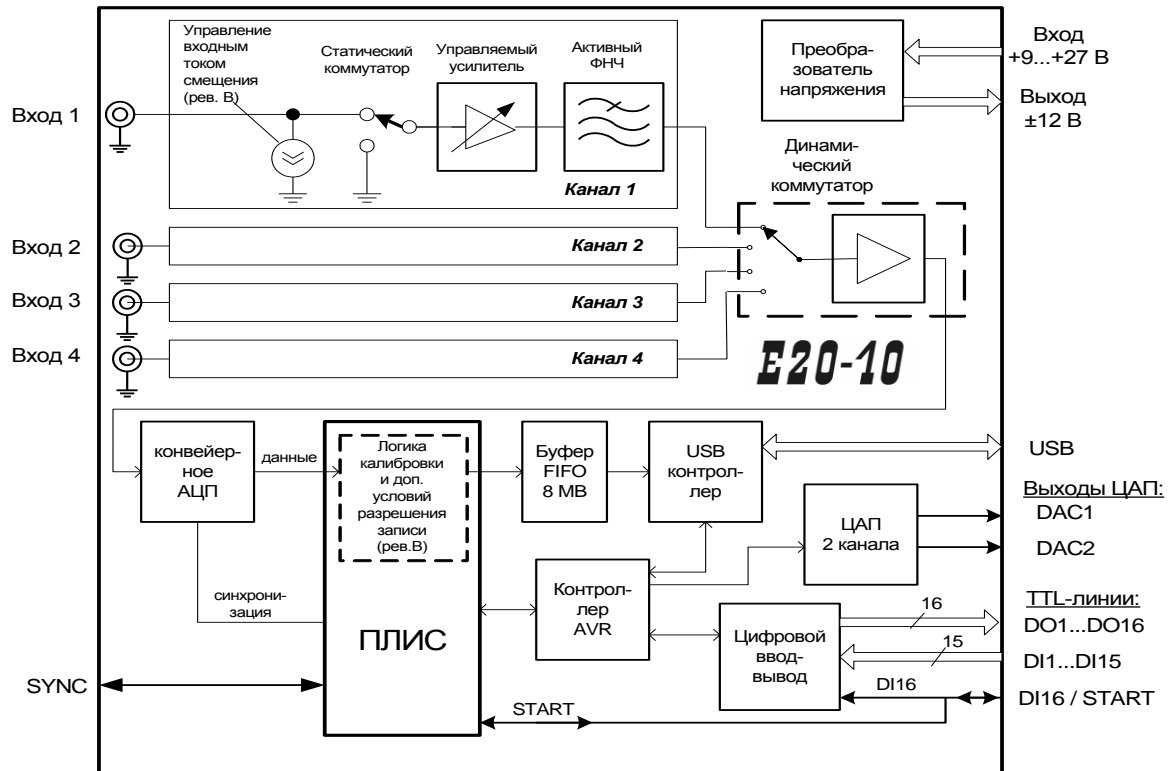 Управление
входным
током
смещения
(рев. В)
Статический
коммутатор
Управляемый
усилитель
Активный
ФНЧ
Преобра-
зователь
напряжения
Вход
+9...+27 В
Выход
±12 В
Вход 1
Канал 1
Динами-
ческий
коммутатор
Вход 2
Канал 2
Вход 3
Канал 3
Вход 4
Канал 4
E20-10
конвейер-
ное
АЦП
данные
Логика
калибровки
и доп.
условий
разрешения
записи
(рев.В)
Буфер
FIFO
8 MB
USB
контрол-
лер
USB
Выходы ЦАП:
ЦАП
2 канала
DAC1
DAC2
синхрони-
зация
ПЛИС
Контрол-
лер
AVR
Цифровой
ввод-
вывод
16
15
TTL-линии:
DO1...DO16
DI1...DI15
SYNC
DI16
DI16 / START
START